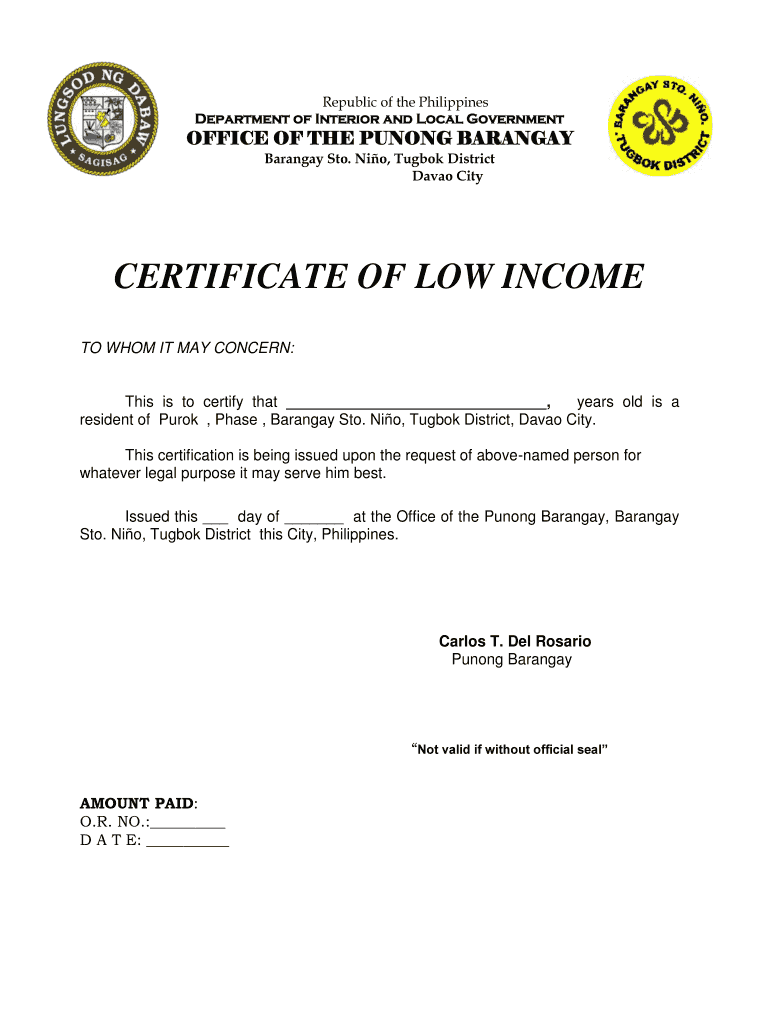 LUNGSOD NG DABAW
SAGISAG
Republic of the Philippines
DEPARTMENT OF INTERIOR AND LOCAL GOVERNMENT
OFFICE OF THE PUNONG BARANGAY
Barangay Sto. Niño, Tugbok District
Davao City
BARANGAY STO. NIÑO.
TUGBOK DISTRICT
CERTIFICATE OF LOW INCOME
TO WHOM IT MAY CONCERN:
This is to certify that _______________________________, years old is a
resident of Purok , Phase , Barangay Sto. Niño, Tugbok District, Davao City.
This certification is being issued upon the request of above-named person for
whatever legal purpose it may serve him best.
Issued this ___ day of _______ at the Office of the Punong Barangay, Barangay
Sto. Niño, Tugbok District this City, Philippines.
Carlos T. Del Rosario
Punong Barangay
“Not valid if without official seal”
AMOUNT PAID:
O.R. NO.:_________
D A T E: __________